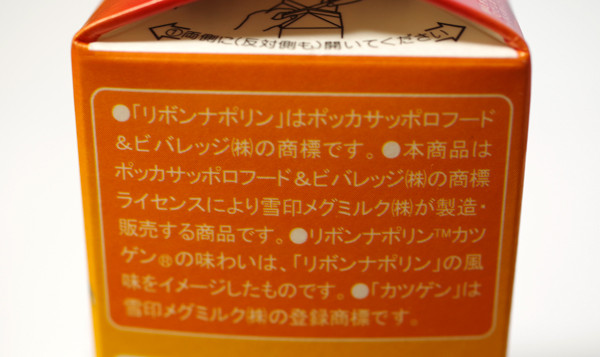 ①両側に(反対側も)開いてください
●「リボンナポリン」はポッカサッポロフード
&ビバレッジ㈱の商標です。●本商品は
ポッカサッポロフード&ビバレッジ㈱の商標
ライセンスにより雪印メグミルク㈱が製造・
販売する商品です。●リボンナポリン™カツ
ゲン®の味わいは、「リボンナポリン」の風
味をイメージしたものです。●「カツゲン」は
雪印メグミルク㈱の登録商標です。